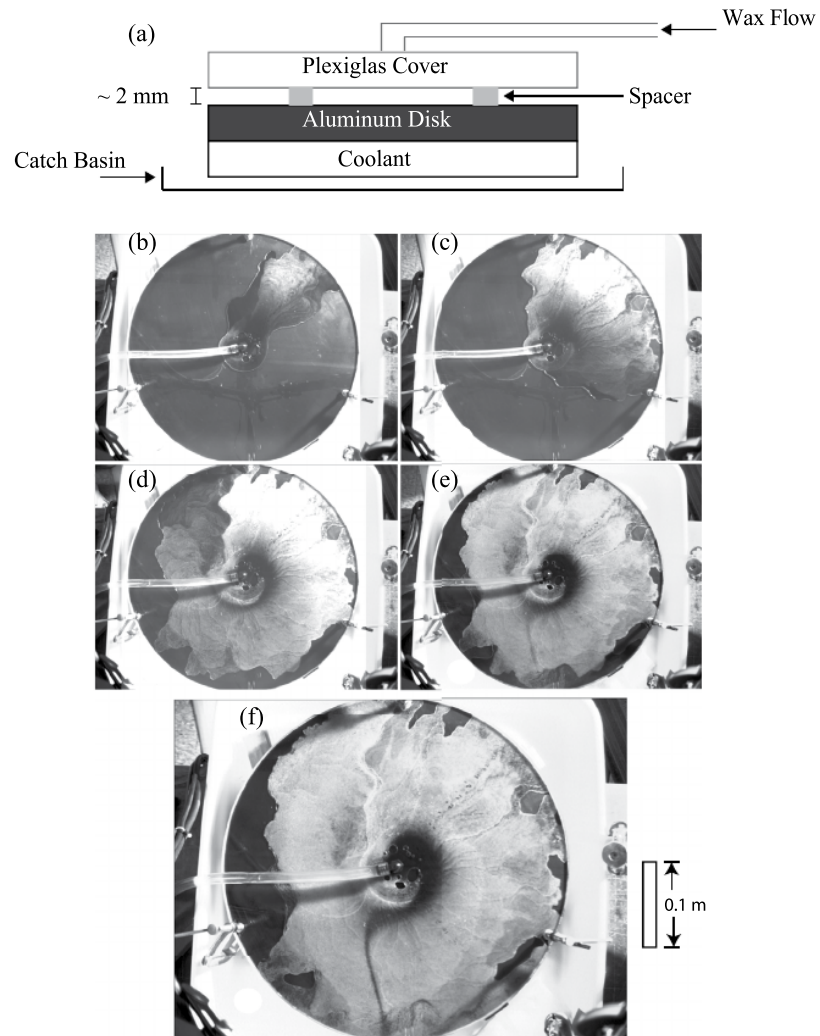 (a)
Wax Flow
Plexiglas Cover
~ 2 mm
Spacer
Aluminum Disk
Catch Basin
Coolant
(b)
(c)
(d)
(e)
(f)
0.1 m